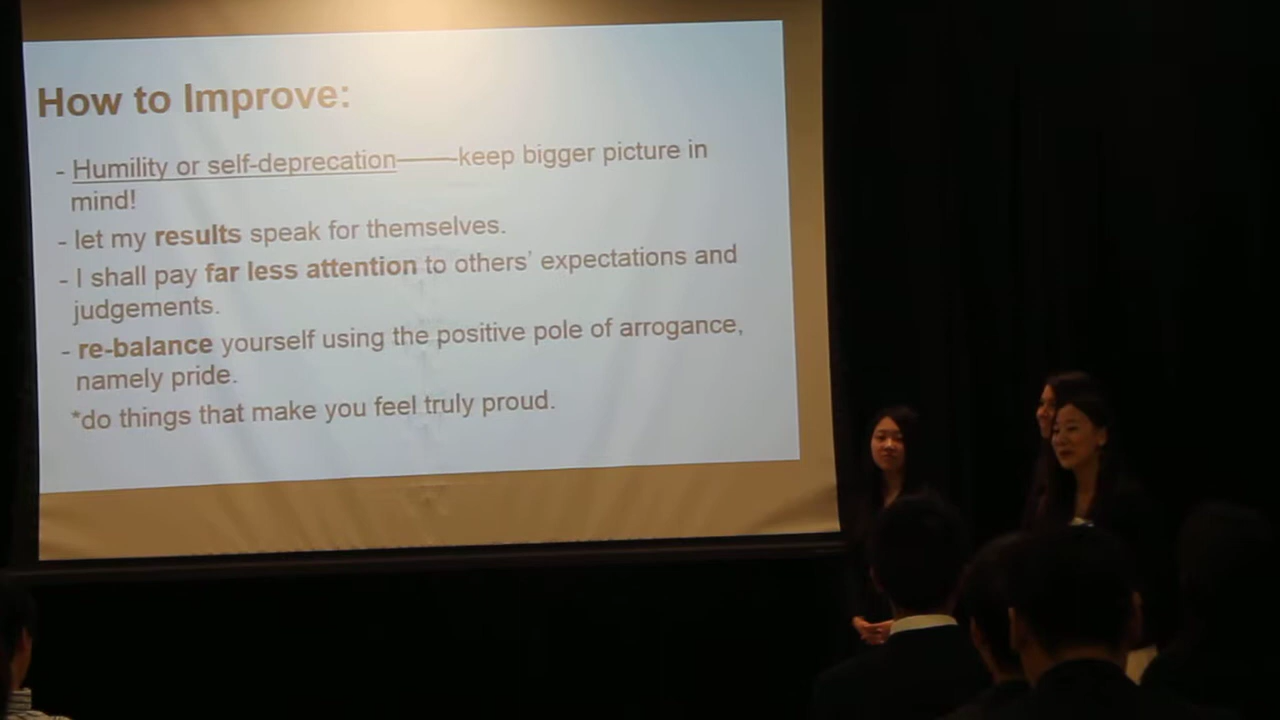 How to Improve:
- Humility or self-deprecation——keep bigger picture in
mind!
- let my results speak for themselves.
- I shall pay far less attention to others’ expectations and
judgements.
- re-balance yourself using the positive pole of arrogance,
namely pride.
*do things that make you feel truly proud.